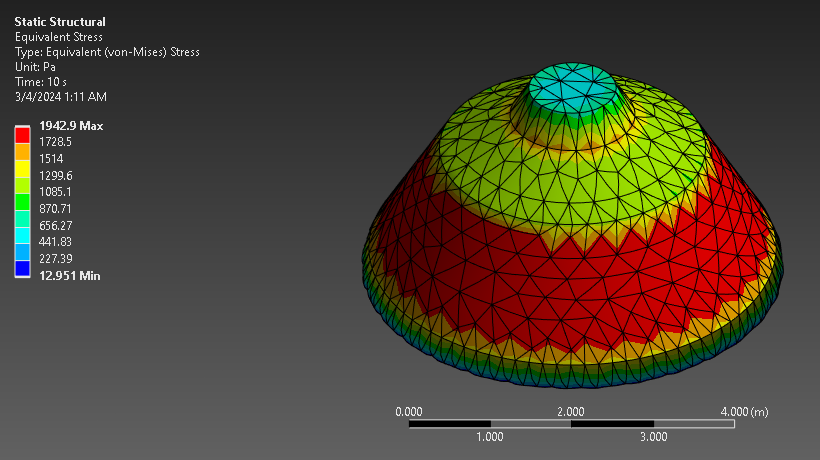 Static Structural
Equivalent Stress
Type: Equivalent (von-Mises) Stress
Unit: Pa
Time: 10 s
3/4/2024 1:11 AM
1942.9 Max
1728.5
1514
1299.6
1085.1
870.71
656.27
441.83
227.39
12.951 Min
0.000 2.000 4.000 (m)
1.000 3.000